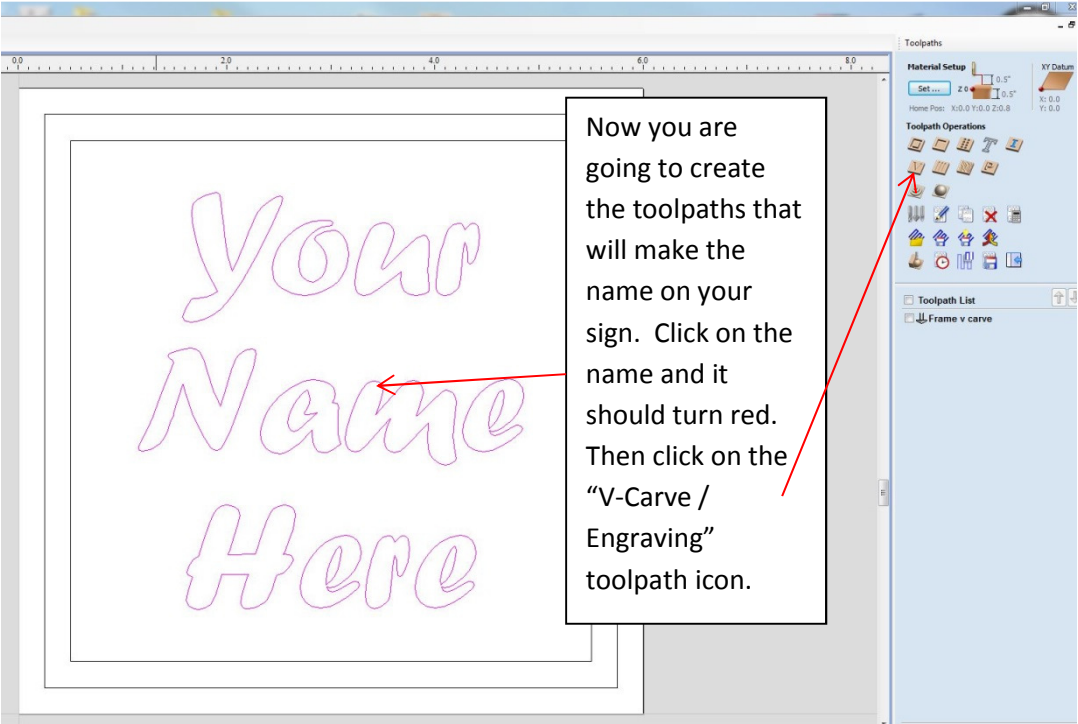 Toolpaths
0.0 2.0 4.0 6.0 8.0
Material Setup
XY Datum
0.5"
Set ...
Z 0
0.5"
X: 0.0
Home Pos: X:0.0 Y:0.0 Z:0.8
Y: 0.0
Toolpath Operations
Toolpath List
Frame v carve
Your
Name
Here
Now you are
going to create
the toolpaths that
will make the
name on your
sign. Click on the
name and it
should turn red.
Then click on the
“V-Carve /
Engraving”
toolpath icon.